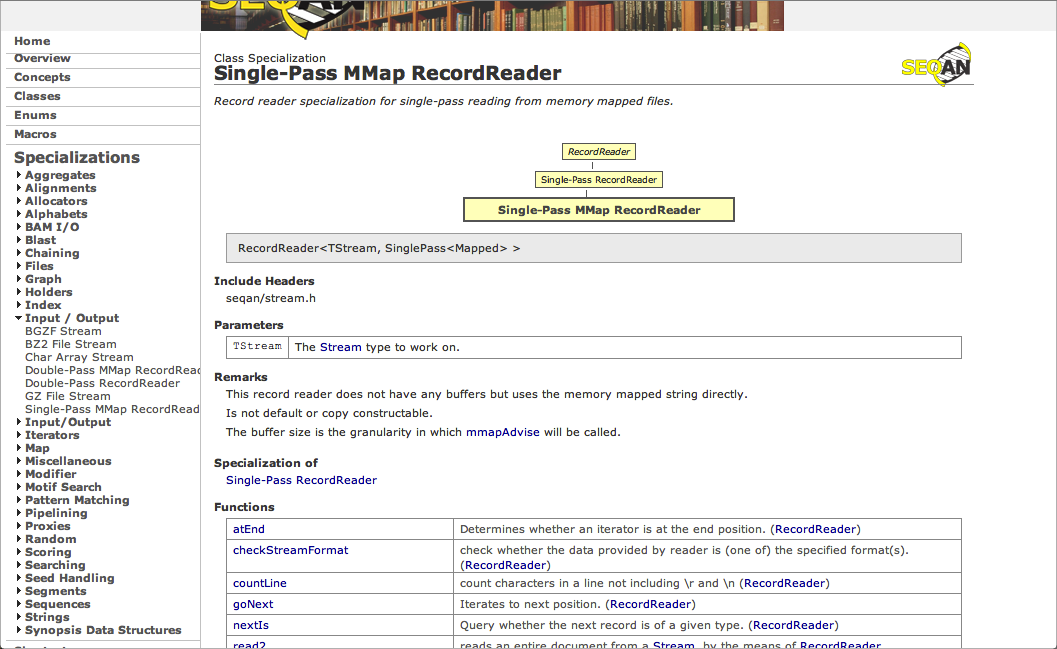 SEQAN
Home
Overview
Concepts
Classes
Enums
Macros
Specializations
Aggregates
Alignments
Allocators
Alphabets
BAM I/O
Blast
Chaining
Files
Graph
Holders
Index
Input / Output
BGZF Stream
BZ2 File Stream
Char Array Stream
Double-Pass MMap RecordRead
Double-Pass RecordReader
GZ File Stream
Single-Pass MMap RecordRead
Input/Output
Iterators
Map
Miscellaneous
Modifier
Motif Search
Pattern Matching
Pipelining
Proxies
Random
Scoring
Searching
Seed Handling
Segments
Sequences
Strings
Synopsis Data Structures
Class Specialization
Single-Pass MMap RecordReader
SEQAN
Record reader specialization for single-pass reading from memory mapped files.
RecordReader
Single-Pass RecordReader
Single-Pass MMap RecordReader
RecordReader<TStream, SinglePass<Mapped> >
Include Headers
seqan/stream.h
Parameters
TStream The Stream type to work on.
Remarks
This record reader does not have any buffers but uses the memory mapped string directly.
Is not default or copy constructable.
The buffer size is the granularity in which mmapAdvise will be called.
Specialization of
Single-Pass RecordReader
Functions
atEnd Determines whether an iterator is at the end position. (RecordReader)
checkStreamFormat check whether the data provided by reader is (one of) the specified format(s).
(RecordReader)
countLine count characters in a line not including \r and \n (RecordReader)
goNext Iterates to next position. (RecordReader)
nextIs Query whether the next record is of a given type. (RecordReader)
read2 reads an entire document from a Stream, by the means of RecordReader